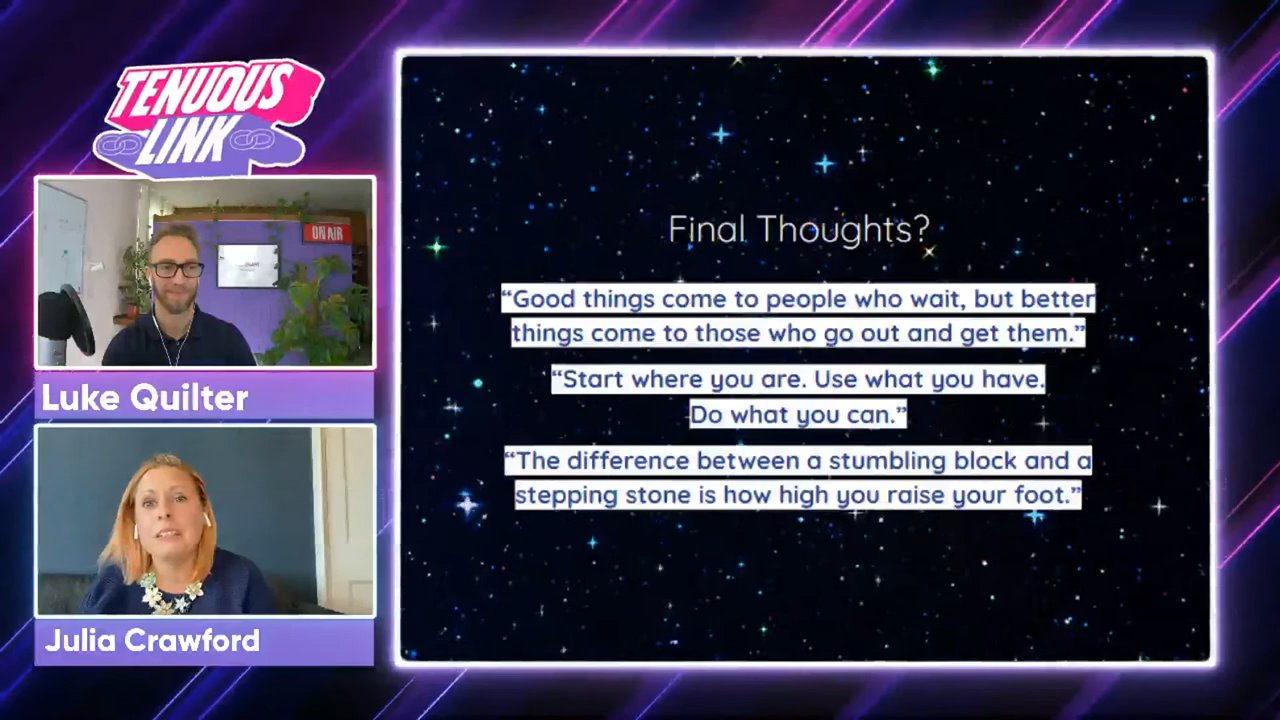 TENUOUS
LINK
ON AIR
Luke Quilter
Julia Crawford
Final Thoughts?
“Good things come to people who wait, but better
things come to those who go out and get them.”
“Start where you are. Use what you have.
Do what you can.”
“The difference between a stumbling block and a
stepping stone is how high you raise your foot.”